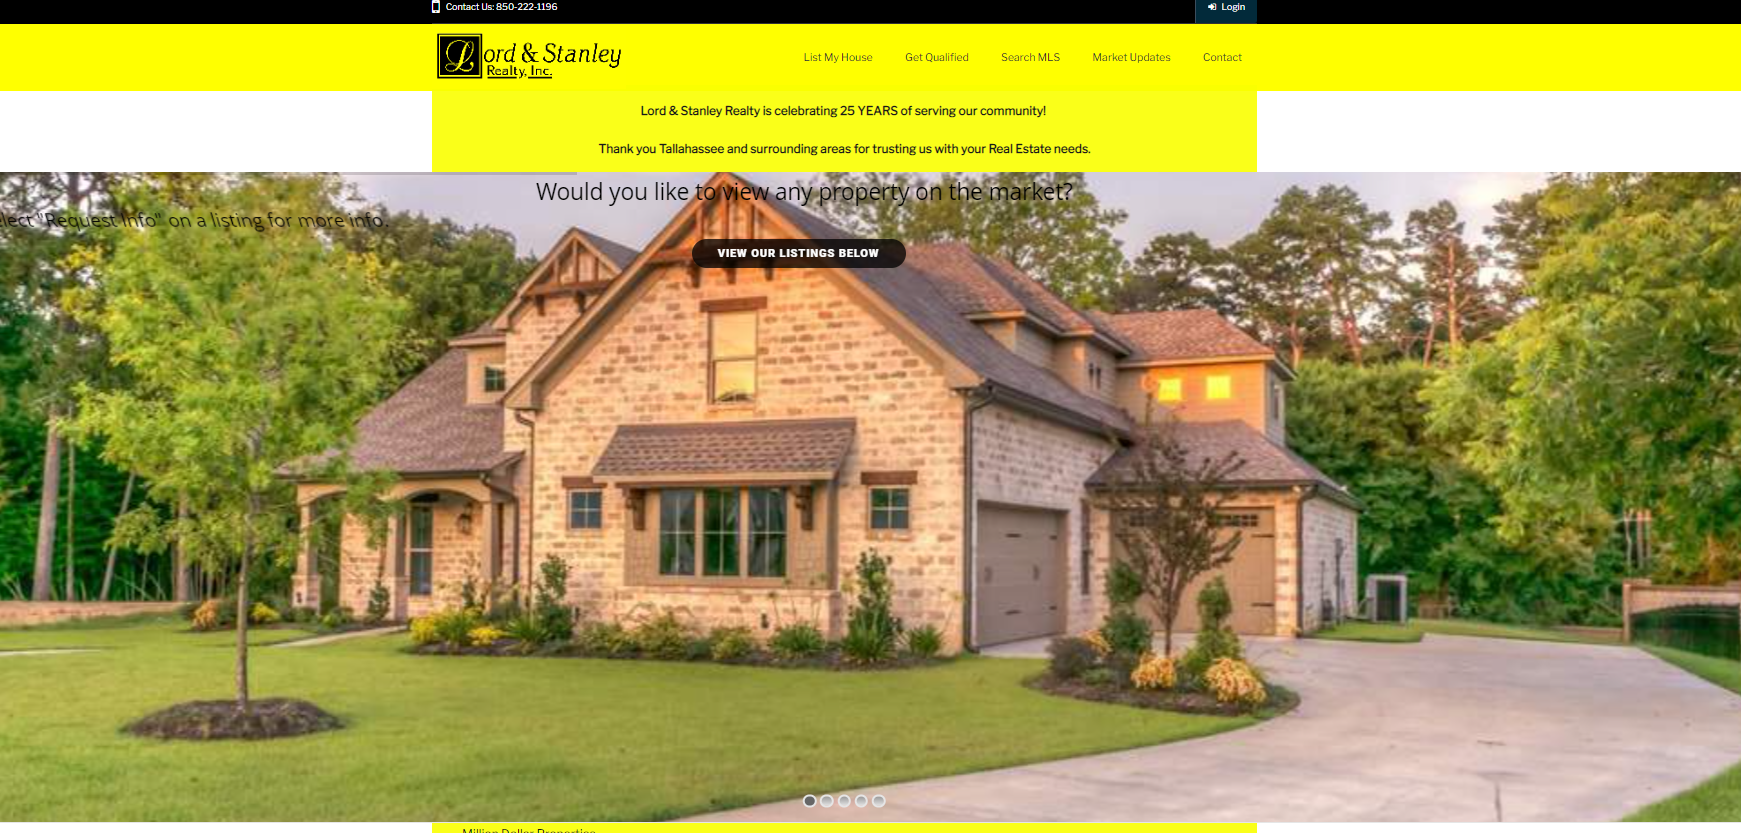 Contact Us: 850-222-1196
Login
Lord & Stanley
Realty, Inc.
List My House
Get Qualified
Search MLS
Market Updates
Contact
Lord & Stanley Realty is celebrating 25 YEARS of serving our community!
Thank you Tallahassee and surrounding areas for trusting us with your Real Estate needs.
Would you like to view any property on the market?
"Request Info" on a listing for more info.
VIEW OUR LISTINGS BELOW
Million Dollar Properties